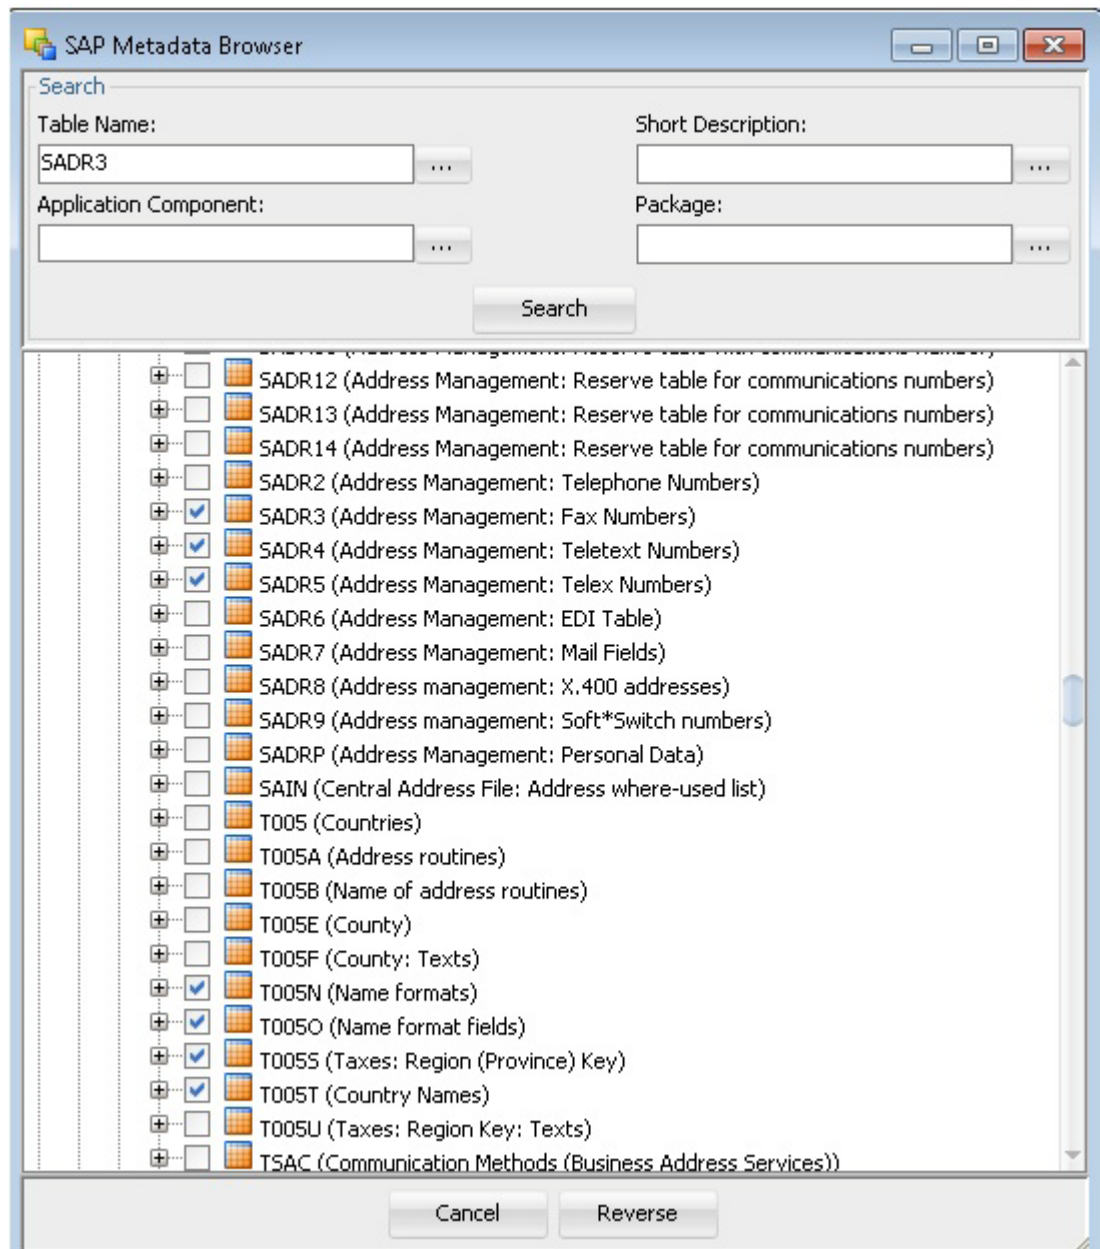 SAP Metadata Browser
Search
Table Name:
Short Description:
SADR3
...
...
Application Component:
Package:
...
...
Search
(Address Management: Reserve table with communications number)
SADR12 (Address Management: Reserve table for communications numbers)
SADR13 (Address Management: Reserve table for communications numbers)
SADR14 (Address Management: Reserve table for communications numbers)
SADR2 (Address Management: Telephone Numbers)
SADR3 (Address Management: Fax Numbers)
SADR4 (Address Management: Teletext Numbers)
SADR5 (Address Management: Telex Numbers)
SADR6 (Address Management: EDI Table)
SADR7 (Address Management: Mail Fields)
SADR8 (Address management: X.400 addresses)
SADR9 (Address management: Soft*Switch numbers)
SADRP (Address Management: Personal Data)
SAIN (Central Address File: Address where-used list)
T005 (Countries)
T005A (Address routines)
T005B (Name of address routines)
T005E (County)
T005F (County: Texts)
T005N (Name formats)
T005O (Name format fields)
T005S (Taxes: Region (Province) Key)
T005T (Country Names)
T005U (Taxes: Region Key: Texts)
TSAC (Communication Methods (Business Address Services))
Cancel
Reverse